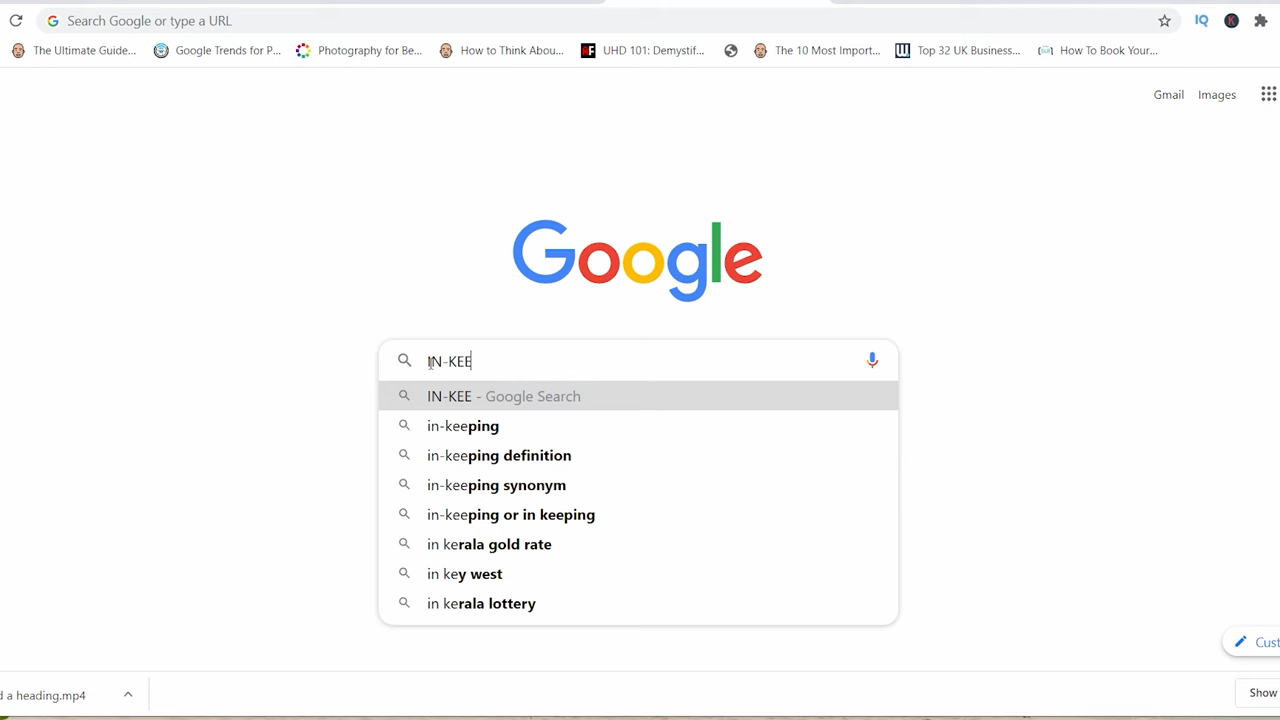 Search Google or type a URL
IQ
K
The Ultimate Guide...
Google Trends for P...
Photography for Be...
How to Think Abou...
AF
UHD 101: Demystif...
The 10 Most Import...
W
Top 32 UK Business...
How To Book Your...
Gmail
Images
Google
IN-KEE
IN-KEE - Google Search
in-keeping
in-keeping definition
in-keeping synonym
in-keeping or in keeping
in kerala gold rate
in key west
in kerala lottery
Cust
d a heading.mp4
Show